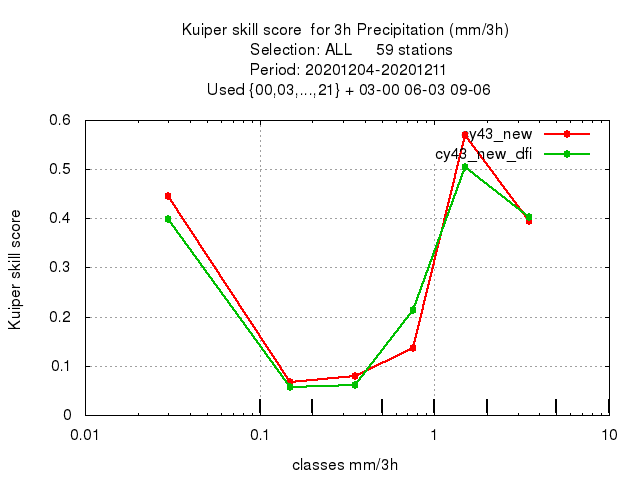 Kuiper skill score  for 3h Precipitation (mm/3h)
Selection: ALL     59 stations
Period: 20201204-20201211
Used {00,03,...,21} + 03-00 06-03 09-06
0.6
0.5
0.4
0.3
0.2
0.1
0
Kuiper skill score
y43_new
cy43_new_dfi
0.01
0.1
1
10
classes mm/3h